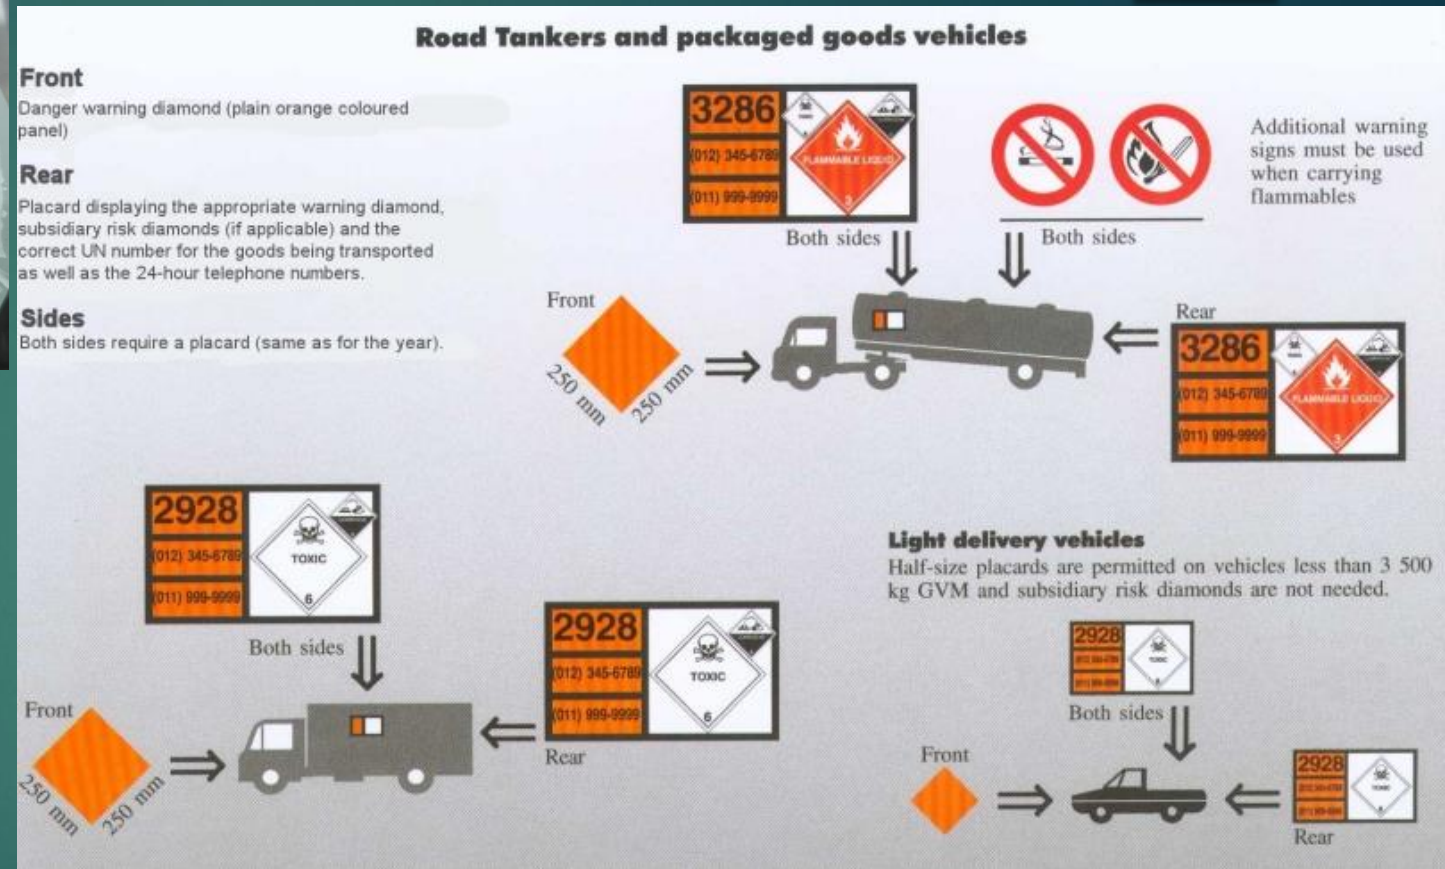 Road Tankers and packaged goods vehicles
Front
Danger warning diamond (plain orange coloured
panel)
Rear
Placard displaying the appropriate warning diamond,
subsidiary risk diamonds (if applicable) and the
correct UN number for the goods being transported
as well as the 24-hour telephone numbers.
Sides
Both sides require a placard (same as for the year).
3286
(012) 345-6789
(011) 999-9999
FLAMMABLE LIQUID
3
Both sides
Additional warning
signs must be used
when carrying
flammables
Both sides
Front
250 mm
250 mm
Rear
3286
(012) 345-6789
(011) 999-9999
FLAMMABLE LIQUID
3
2928
(012) 345-6789
(011) 999-9999
TOXIC
6
Both sides
Front
250 mm
250 mm
2928
(012) 345-6789
(011) 999-9999
TOXIC
6
Rear
Light delivery vehicles
Half-size placards are permitted on vehicles less than 3 500
kg GVM and subsidiary risk diamonds are not needed.
2928
TOXIC
Both sides
Front
2928
Rear